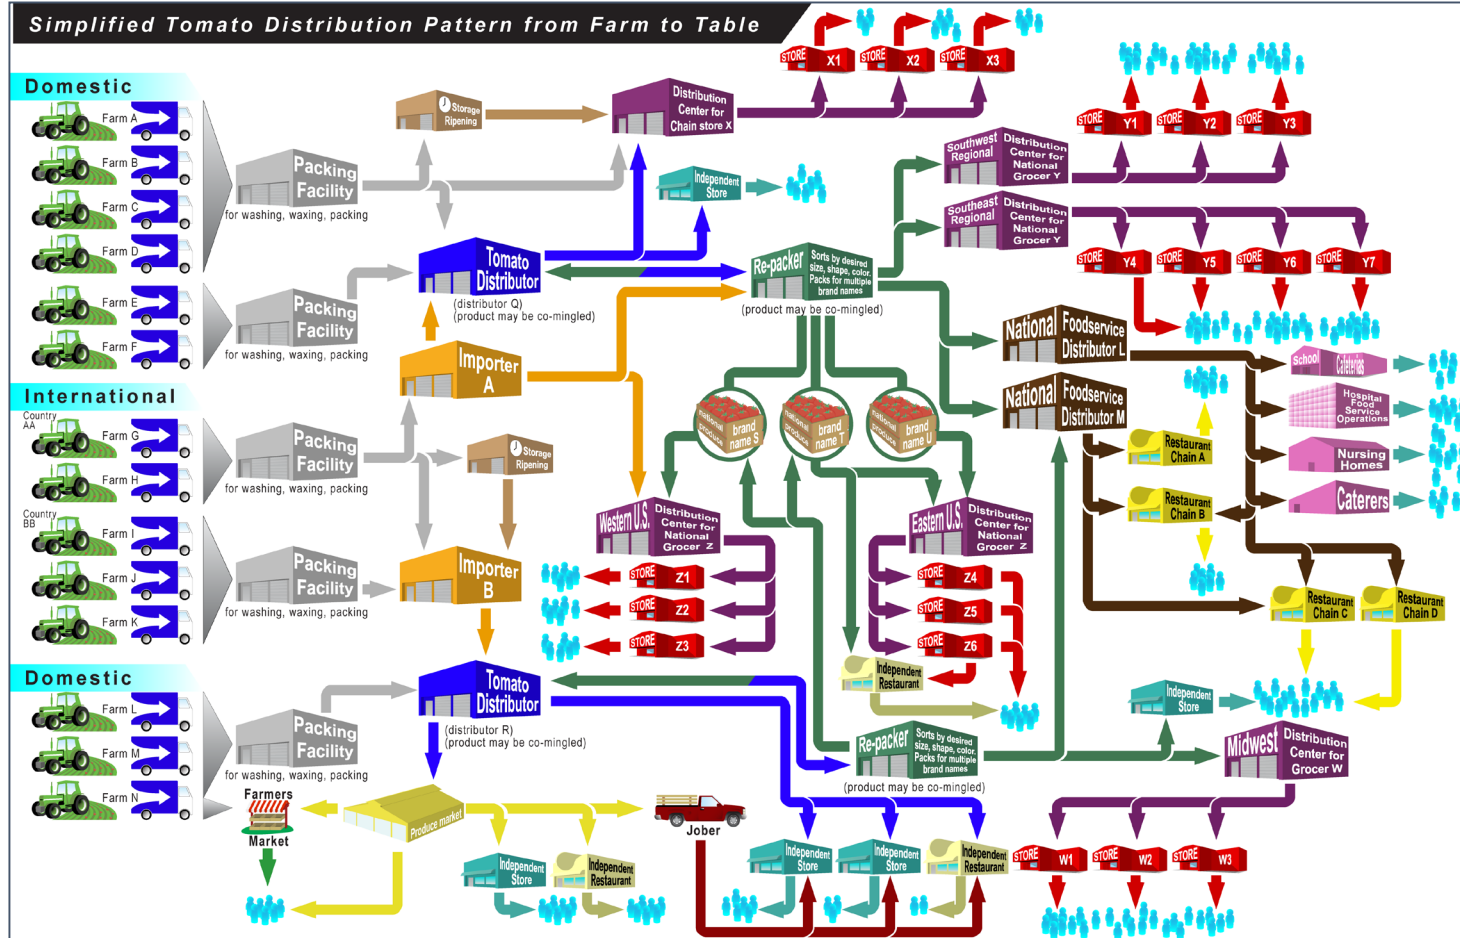 Simplified Tomato Distribution Pattern from Farm to Table
Domestic
Farm A
Farm B
Farm C
Farm D
Farm E
Farm F
Packing
Facility
for washing, waxing, packing
Packing
Facility
for washing, waxing, packing
International
Country
AA
Farm G
Farm H
Country
BB
Farm I
Farm J
Farm K
Packing
Facility
for washing, waxing, packing
Packing
Facility
for washing, waxing, packing
Domestic
Farm L
Farm M
Farm N
Packing
Facility
for washing, waxing, packing
Farmers
Market
Storage
Ripening
Distribution
Center for
Chain store X
STORE X1
STORE X2
STORE X3
Independent
Store
Tomato
Distributor
(distributor Q)
(product may be co-mingled)
Importer
A
Storage
Ripening
Importer
B
Tomato
Distributor
(distributor R)
(product may be co-mingled)
Produce market
Independent
Store
Independent
Restaurant
Jober
Re-packer
Sorts by desired
size, shape, color.
Packs for multiple
brand names
(product may be co-mingled)
national
produce
brand
name S
national
produce
brand
name T
national
produce
brand
name U
Western U.S.
Distribution
Center for
National
Grocer Z
STORE Z1
STORE Z2
STORE Z3
Eastern U.S.
Distribution
Center for
National
Grocer Z
STORE Z4
STORE Z5
STORE Z6
Independent
Restaurant
Re-packer
Sorts by desired
size, shape, color.
Packs for multiple
brand names
(product may be co-mingled)
Independent
Store
Independent
Store
Independent
Restaurant
Southwest
Regional
Distribution
Center for
National
Grocer Y
STORE Y1
STORE Y2
STORE Y3
Southeast
Regional
Distribution
Center for
National
Grocer Y
STORE Y4
STORE Y5
STORE Y6
STORE Y7
National
Foodservice
Distributor L
National
Foodservice
Distributor M
School
Cafeterias
Hospital
Food
Service
Operations
Nursing
Homes
Caterers
Restaurant
Chain A
Restaurant
Chain B
Restaurant
Chain C
Restaurant
Chain D
Independent
Store
Midwest
Distribution
Center for
Grocer W
STORE W1
STORE W2
STORE W3